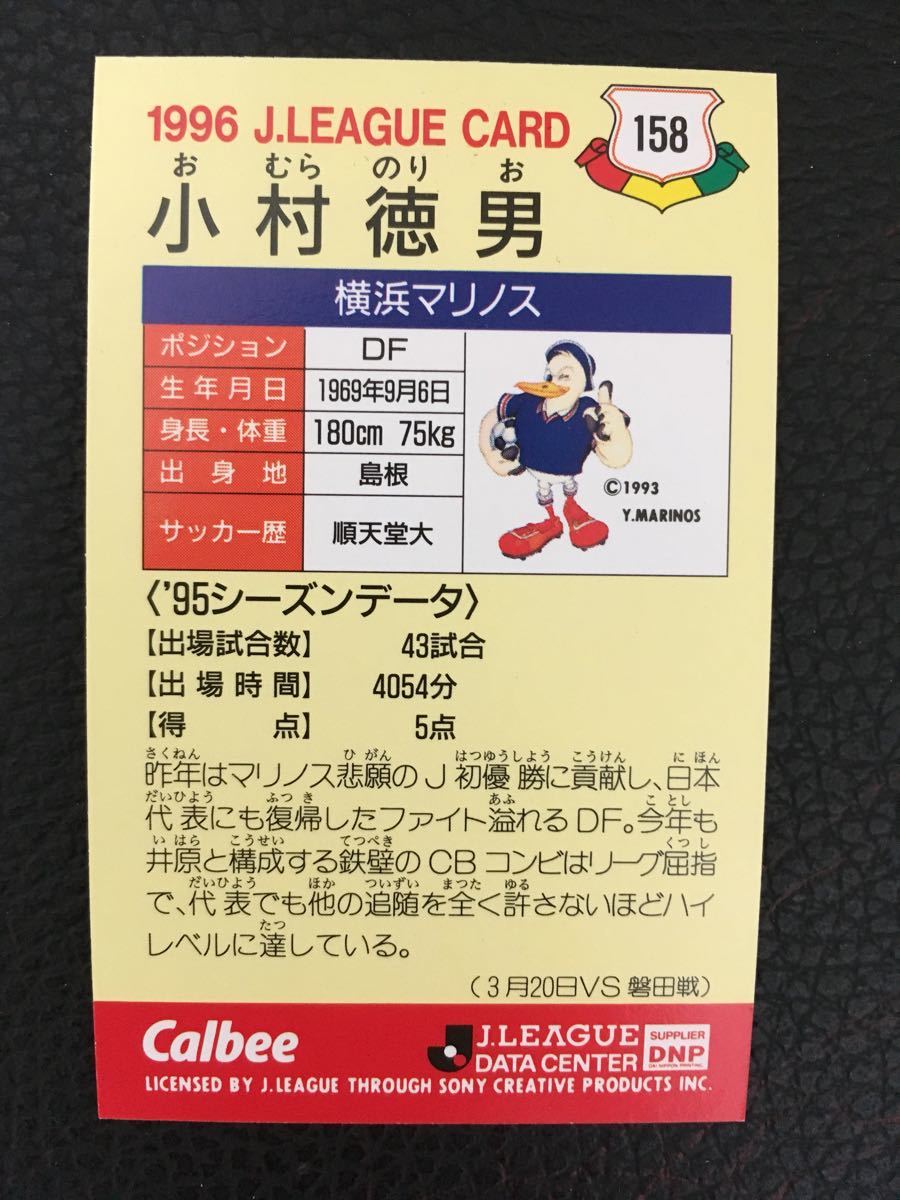 1996 J.LEAGUE CARD
158
お むら のり お
小村徳男
横浜マリノス
ポジション DF
生年月日 1969年9月6日
身長・体重 180cm 75kg
出身地 島根
サッカー歴 順天堂大
©1993
Y.MARINOS
〈'95シーズンデータ〉
【出場試合数】 43試合
【出場時間】 4054分
【得点】 5点
さくねん ひがん はつゆうしょう こうけん にほん
昨年はマリノス悲願のJ初優勝に貢献し、日本
だいひょう ふっき あふ ことし
代表にも復帰したファイト溢れるDF。今年も
いはら こうせい てっぺき くっし
井原と構成する鉄壁のCBコンビはリーグ屈指
だいひょう ほか ついずい まった ゆる
で、代表でも他の追随を全く許さないほどハイ
たっ
レベルに達している。
(3月20日VS磐田戦)
Calbee
J.LEAGUE
DATA CENTER
SUPPLIER
DNP
DAI NIPPON PRINTING
LICENSED BY J.LEAGUE THROUGH SONY CREATIVE PRODUCTS INC.